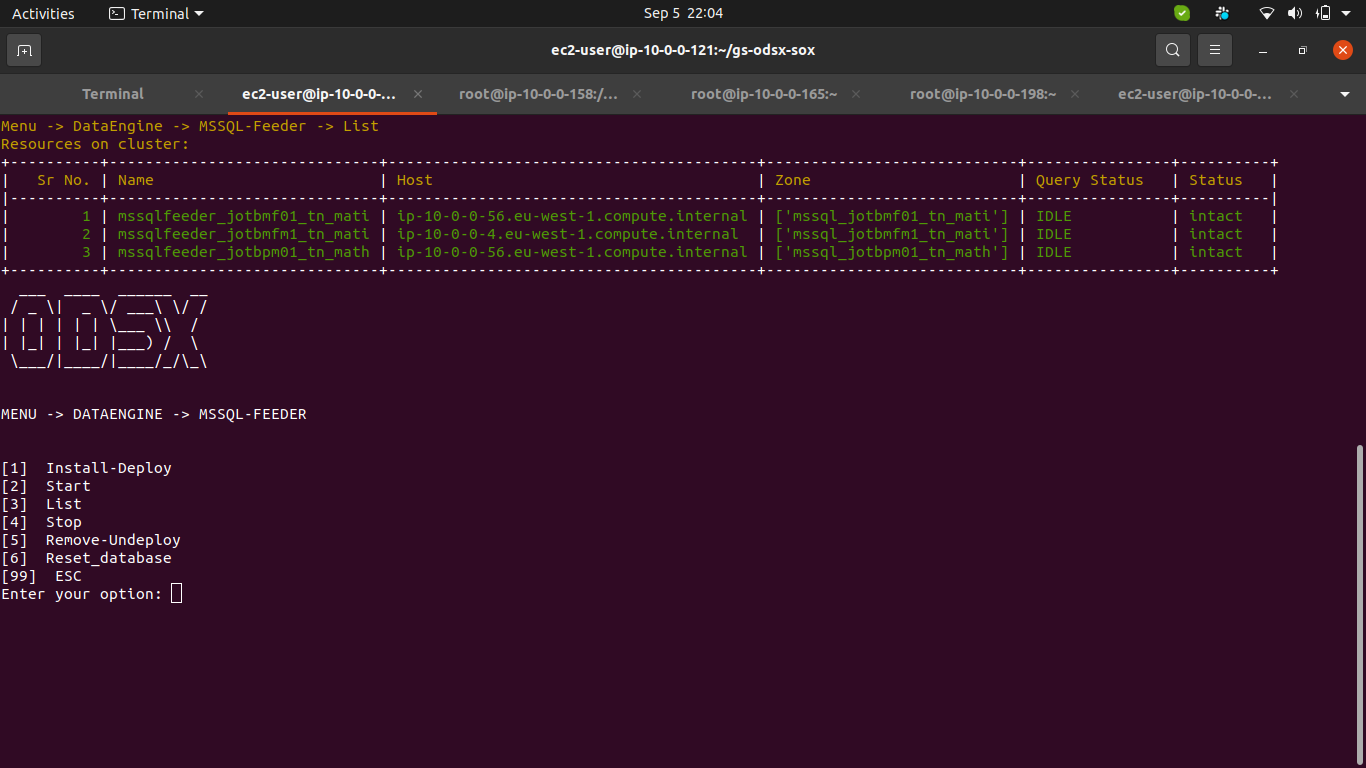 Activities Terminal Sep 5 22:04
ec2-user@ip-10-0-0-121:~/gs-odsx-sox
Terminal ec2-user@ip-10-0-0-... root@ip-10-0-0-158:/... root@ip-10-0-0-165:~ root@ip-10-0-0-198:~ ec2-user@ip-10-0-0-...
Menu -> DataEngine -> MSSQL-Feeder -> List
Resources on cluster:
+----------+------------------------------+-----------------------------------------+----------------------------+----------------+----------+
|   Sr No. | Name                         | Host                                    | Zone                       | Query Status   | Status   |
|----------+------------------------------+-----------------------------------------+----------------------------+----------------+----------|
|        1 | mssqlfeeder_jotbmf01_tn_mati | ip-10-0-0-56.eu-west-1.compute.internal | ['mssql_jotbmf01_tn_mati'] | IDLE           | intact   |
|        2 | mssqlfeeder_jotbmfm1_tn_mati | ip-10-0-0-4.eu-west-1.compute.internal  | ['mssql_jotbmfm1_tn_mati'] | IDLE           | intact   |
|        3 | mssqlfeeder_jotbpm01_tn_math | ip-10-0-0-56.eu-west-1.compute.internal | ['mssql_jotbpm01_tn_math'] | IDLE           | intact   |
+----------+------------------------------+-----------------------------------------+----------------------------+----------------+----------+
ODSX
MENU -> DATAENGINE -> MSSQL-FEEDER
[1]  Install-Deploy
[2]  Start
[3]  List
[4]  Stop
[5]  Remove-Undeploy
[6]  Reset_database
[99]  ESC
Enter your option: